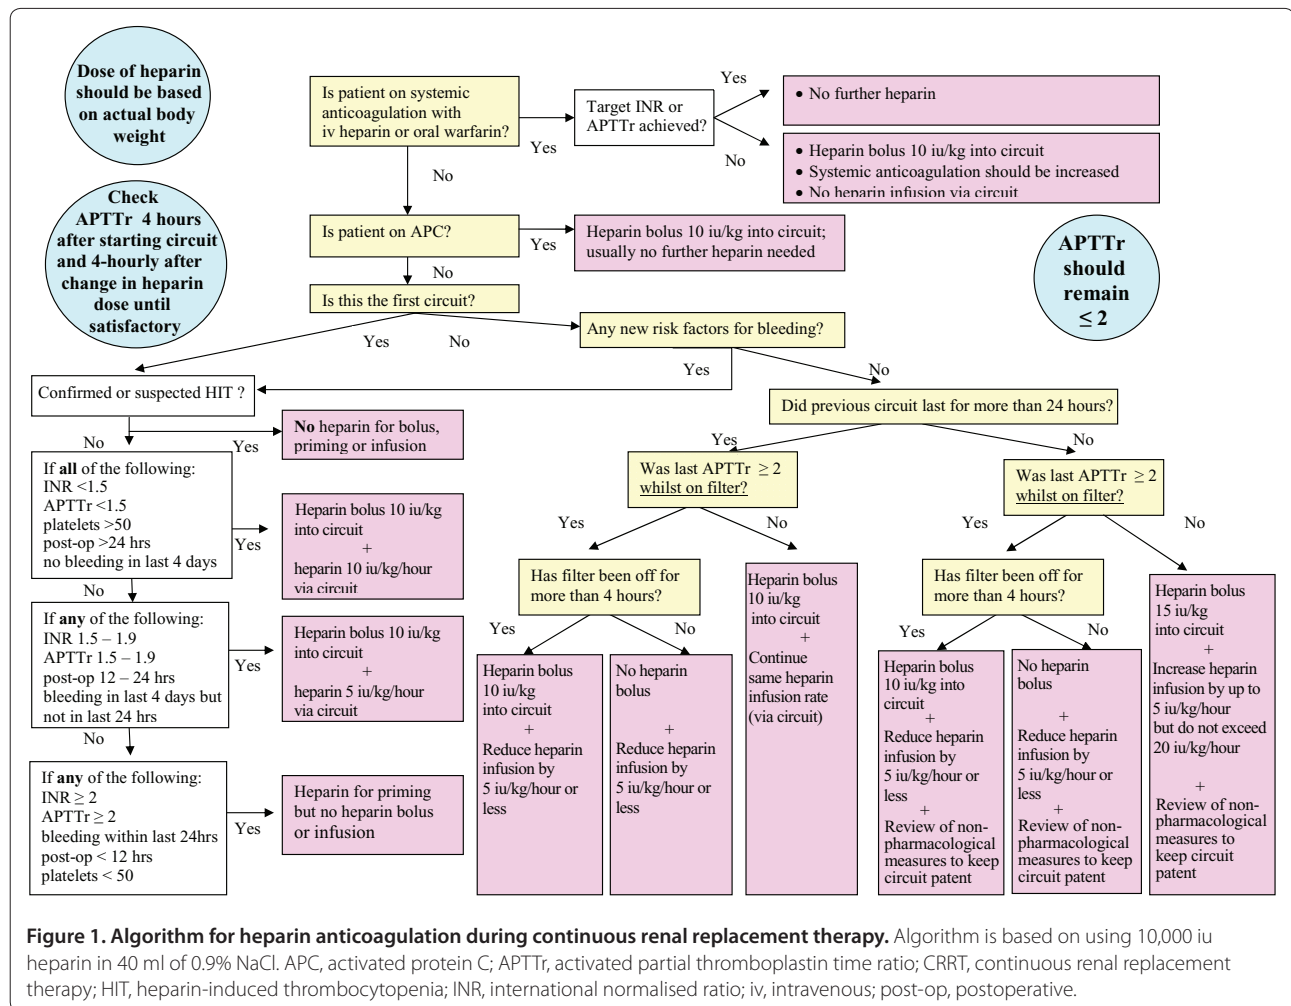 Dose of heparin
should be based
on actual body
weight
Is patient on systemic
anticoagulation with
iv heparin or oral warfarin?
Yes
Target INR or
APTTr achieved?
Yes
• No further heparin
No
• Heparin bolus 10 iu/kg into circuit
• Systemic anticoagulation should be increased
• No heparin infusion via circuit
No
Check
APTTr 4 hours
after starting circuit
and 4-hourly after
change in heparin
dose until
satisfactory
Is patient on APC?
Yes
Heparin bolus 10 iu/kg into circuit;
usually no further heparin needed
APTTr
should
remain
≤ 2
No
Is this the first circuit?
Yes
No
Any new risk factors for bleeding?
Yes
No
Confirmed or suspected HIT ?
No
Yes
No heparin for bolus,
priming or infusion
If all of the following:
INR <1.5
APTTr <1.5
platelets >50
post-op >24 hrs
no bleeding in last 4 days
Yes
Heparin bolus 10 iu/kg
into circuit
+
heparin 10 iu/kg/hour
via circuit
No
If any of the following:
INR 1.5 – 1.9
APTTr 1.5 – 1.9
post-op 12 – 24 hrs
bleeding in last 4 days but
not in last 24 hrs
Yes
Heparin bolus 10 iu/kg
into circuit
+
heparin 5 iu/kg/hour
via circuit
No
If any of the following:
INR ≥ 2
APTTr ≥ 2
bleeding within last 24hrs
post-op < 12 hrs
platelets < 50
Yes
Heparin for priming
but no heparin bolus
or infusion
Did previous circuit last for more than 24 hours?
Yes
No
Was last APTTr ≥ 2
whilst on filter?
Yes
No
Has filter been off for
more than 4 hours?
Yes
No
Heparin bolus
10 iu/kg
into circuit
+
Reduce heparin
infusion by
5 iu/kg/hour or
less
No heparin
bolus
+
Reduce heparin
infusion by
5 iu/kg/hour or
less
Heparin bolus
10 iu/kg
into circuit
+
Continue
same heparin
infusion rate
(via circuit)
Was last APTTr ≥ 2
whilst on filter?
Yes
No
Has filter been off for
more than 4 hours?
Yes
No
Heparin bolus
10 iu/kg into
circuit
+
Reduce heparin
infusion by
5 iu/kg/hour or
less
+
Review of non-
pharmacological
measures to keep
circuit patent
No heparin
bolus
+
Reduce heparin
infusion by
5 iu/kg/hour or
less
+
Review of non-
pharmacological
measures to keep
circuit patent
Heparin bolus
15 iu/kg
into circuit
+
Increase heparin
infusion by up to
5 iu/kg/hour
but do not exceed
20 iu/kg/hour
+
Review of non-
pharmacological
measures to
keep circuit
patent
Figure 1. Algorithm for heparin anticoagulation during continuous renal replacement therapy. Algorithm is based on using 10,000 iu
heparin in 40 ml of 0.9% NaCl. APC, activated protein C; APTTr, activated partial thromboplastin time ratio; CRRT, continuous renal replacement
therapy; HIT, heparin-induced thrombocytopenia; INR, international normalised ratio; iv, intravenous; post-op, postoperative.